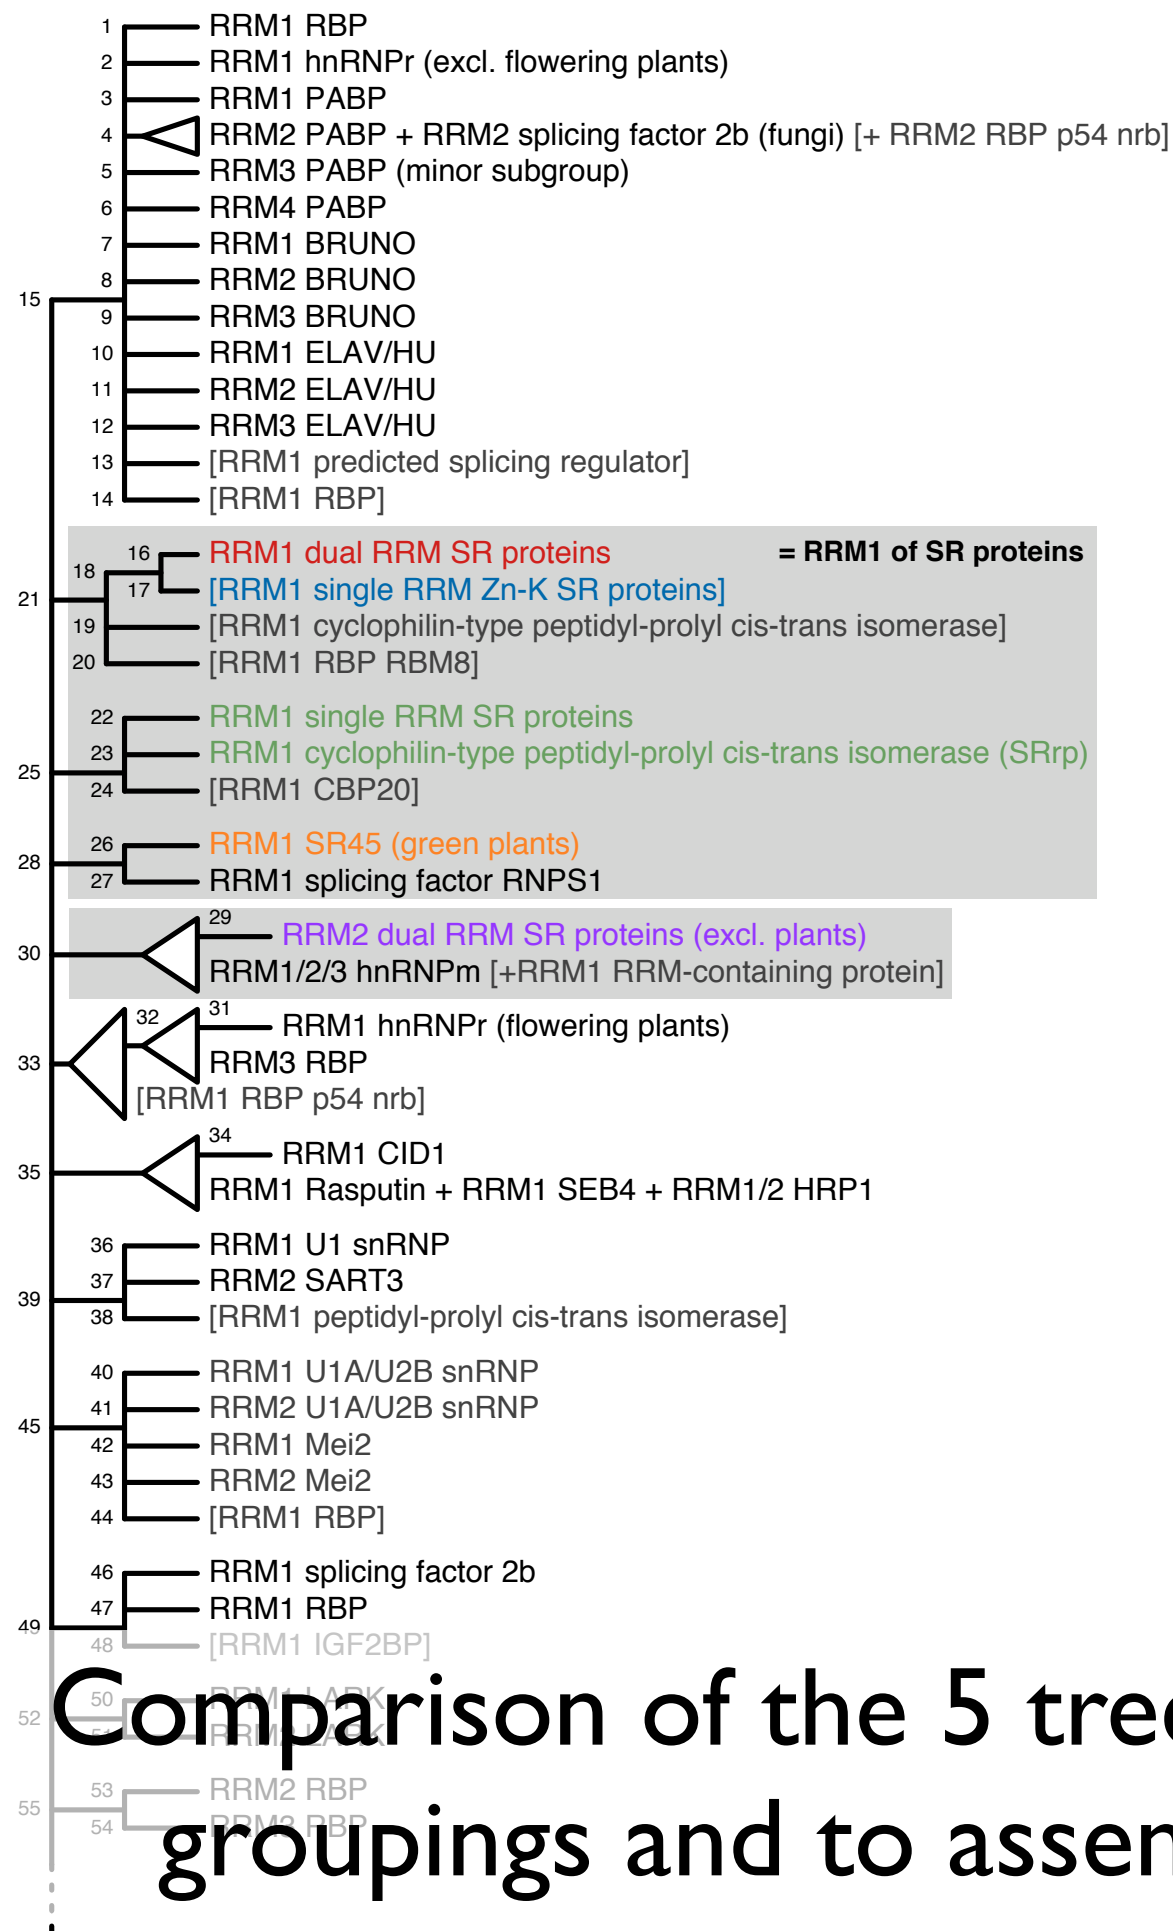 1 RRM1 RBP
2 RRM1 hnRNPr (excl. flowering plants)
3 RRM1 PABP
4 RRM2 PABP + RRM2 splicing factor 2b (fungi) [+ RRM2 RBP p54 nrb]
5 RRM3 PABP (minor subgroup)
6 RRM4 PABP
7 RRM1 BRUNO
8 RRM2 BRUNO
15
9 RRM3 BRUNO
10 RRM1 ELAV/HU
11 RRM2 ELAV/HU
12 RRM3 ELAV/HU
13 [RRM1 predicted splicing regulator]
14 [RRM1 RBP]
16 RRM1 dual RRM SR proteins = RRM1 of SR proteins
18
17 [RRM1 single RRM Zn-K SR proteins]
21
19 [RRM1 cyclophilin-type peptidyl-prolyl cis-trans isomerase]
20 [RRM1 RBP RBM8]
22 RRM1 single RRM SR proteins
23 RRM1 cyclophilin-type peptidyl-prolyl cis-trans isomerase (SRrp)
25
24 [RRM1 CBP20]
26 RRM1 SR45 (green plants)
28
27 RRM1 splicing factor RNPS1
29 RRM2 dual RRM SR proteins (excl. plants)
30
RRM1/2/3 hnRNPm [+RRM1 RRM-containing protein]
32 31 RRM1 hnRNPr (flowering plants)
33 RRM3 RBP
[RRM1 RBP p54 nrb]
34 RRM1 CID1
35
RRM1 Rasputin + RRM1 SEB4 + RRM1/2 HRP1
36 RRM1 U1 snRNP
37 RRM2 SART3
39
38 [RRM1 peptidyl-prolyl cis-trans isomerase]
40 RRM1 U1A/U2B snRNP
41 RRM2 U1A/U2B snRNP
45
42 RRM1 Mei2
43 RRM2 Mei2
44 [RRM1 RBP]
46 RRM1 splicing factor 2b
47 RRM1 RBP
49
48 [RRM1 IGF2BP]
50 RRM1 LARK
52
51 RRM2 LARK
Comparison of the 5 tree
53 RRM2 RBP
55
54 RRM3 RBP
groupings and to assem